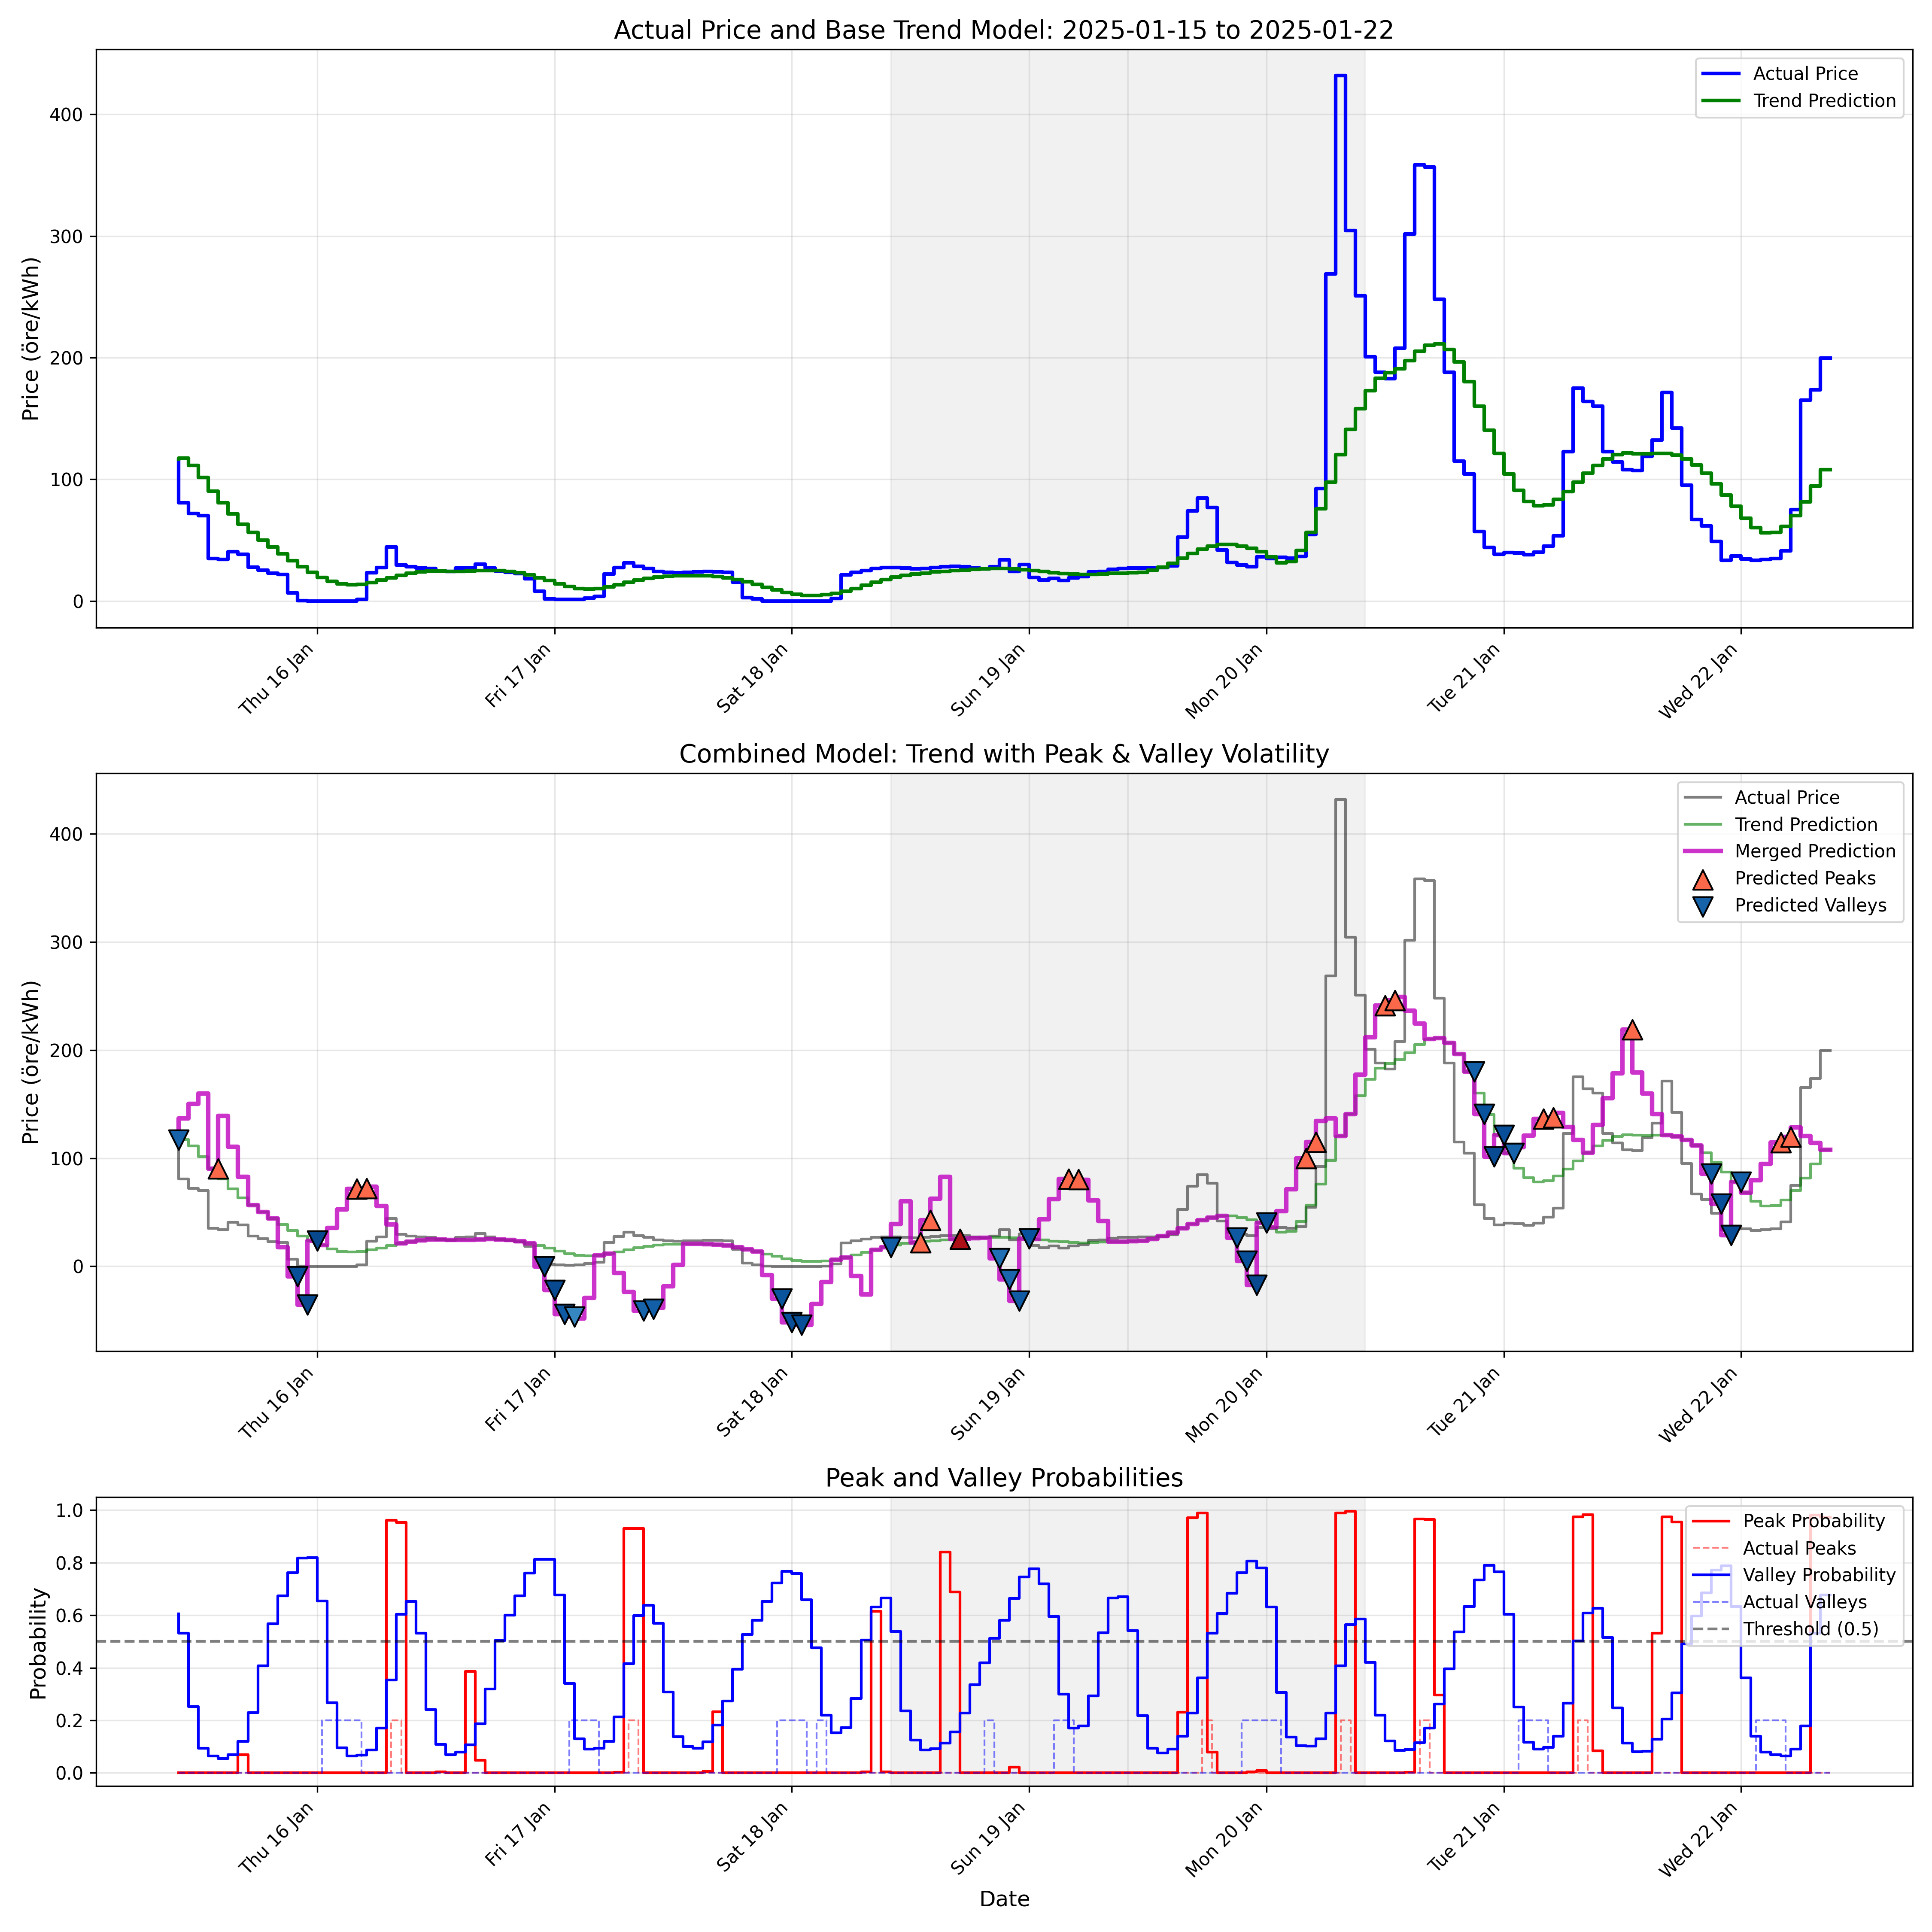 Actual Price and Base Trend Model: 2025-01-15 to 2025-01-22
Price (öre/kWh)
400
300
200
100
0
Actual Price
Trend Prediction
Thu 16 Jan
Fri 17 Jan
Sat 18 Jan
Sun 19 Jan
Mon 20 Jan
Tue 21 Jan
Wed 22 Jan
Combined Model: Trend with Peak & Valley Volatility
Price (öre/kWh)
400
300
200
100
0
Actual Price
Trend Prediction
Merged Prediction
Predicted Peaks
Predicted Valleys
Thu 16 Jan
Fri 17 Jan
Sat 18 Jan
Sun 19 Jan
Mon 20 Jan
Tue 21 Jan
Wed 22 Jan
Peak and Valley Probabilities
Probability
1.0
0.8
0.6
0.4
0.2
0.0
Peak Probability
Actual Peaks
Valley Probability
Actual Valleys
Threshold (0.5)
Thu 16 Jan
Fri 17 Jan
Sat 18 Jan
Sun 19 Jan
Mon 20 Jan
Tue 21 Jan
Wed 22 Jan
Date